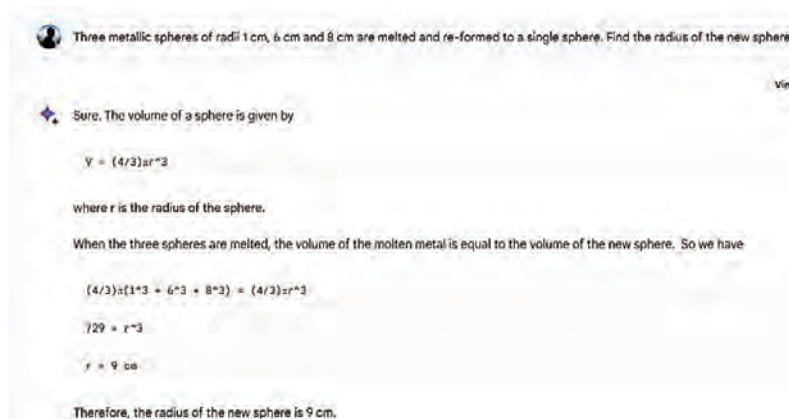 Three metallic spheres of radii 1 cm, 6 cm and 8 cm are melted and re-formed to a single sphere. Find the radius of the new sphere
Sure. The volume of a sphere is given by
V = (4/3)πr^3
where r is the radius of the sphere.
When the three spheres are melted, the volume of the molten metal is equal to the volume of the new sphere. So we have
(4/3)π(1^3 + 6^3 + 8^3) = (4/3)πr^3
729 = r^3
r = 9 cm
Therefore, the radius of the new sphere is 9 cm.